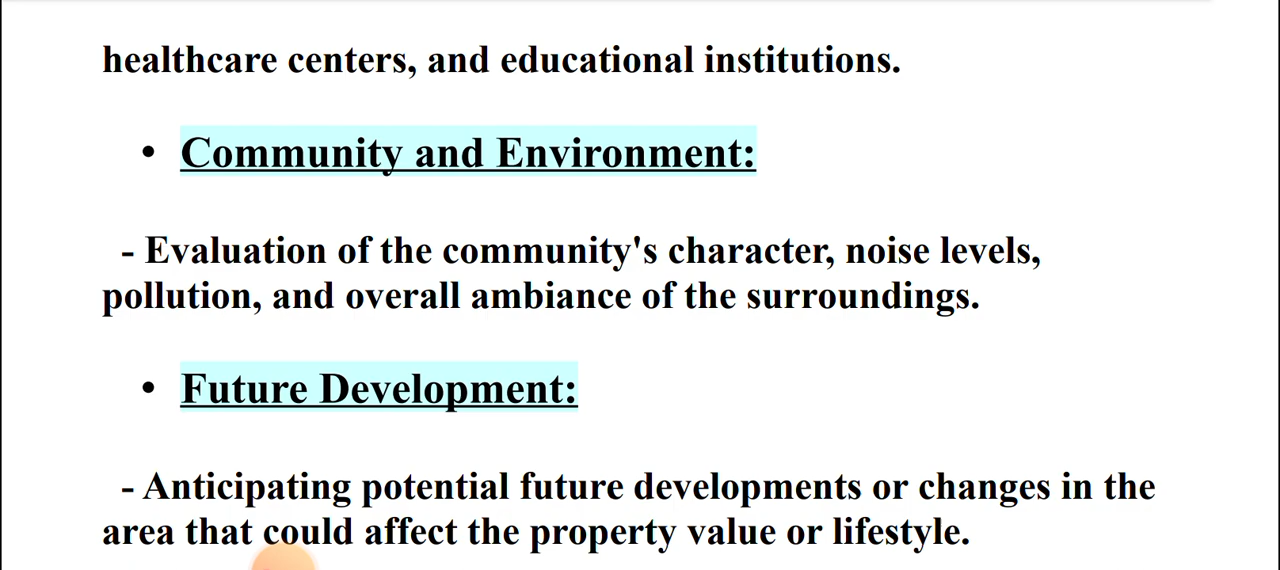 healthcare centers, and educational institutions.
• Community and Environment:
- Evaluation of the community's character, noise levels,
pollution, and overall ambiance of the surroundings.
• Future Development:
- Anticipating potential future developments or changes in the
area that could affect the property value or lifestyle.